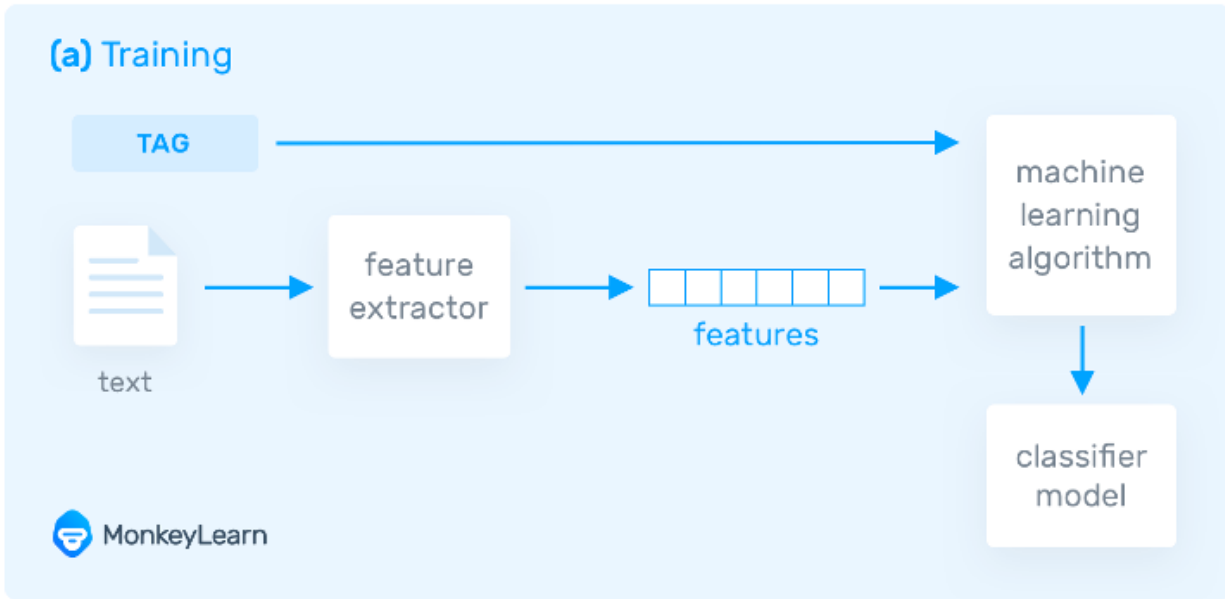 (a) Training
TAG
machine
learning
algorithm
feature
extractor
features
text
classifier
model
MonkeyLearn